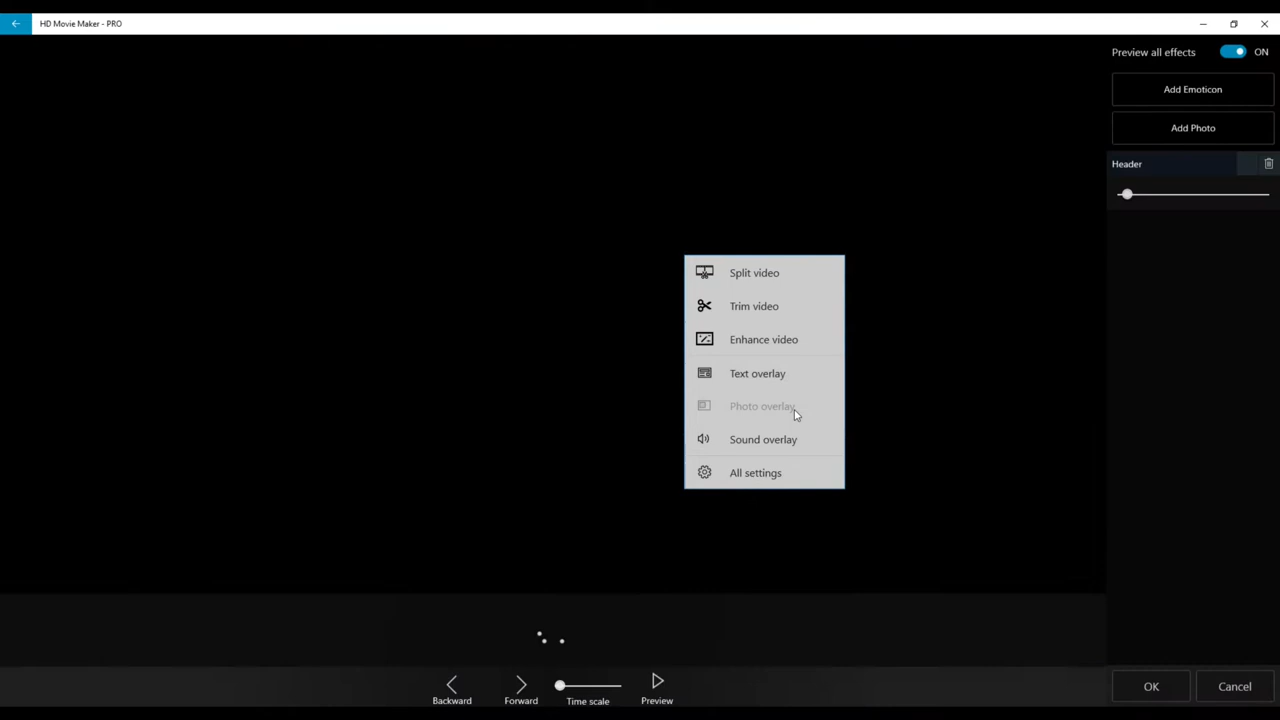 HD Movie Maker - PRO
Preview all effects ON
Add Emoticon
Add Photo
Header
Split video
Trim video
Enhance video
Text overlay
Photo overlay
Sound overlay
All settings
Backward
Forward
Time scale
Preview
OK
Cancel